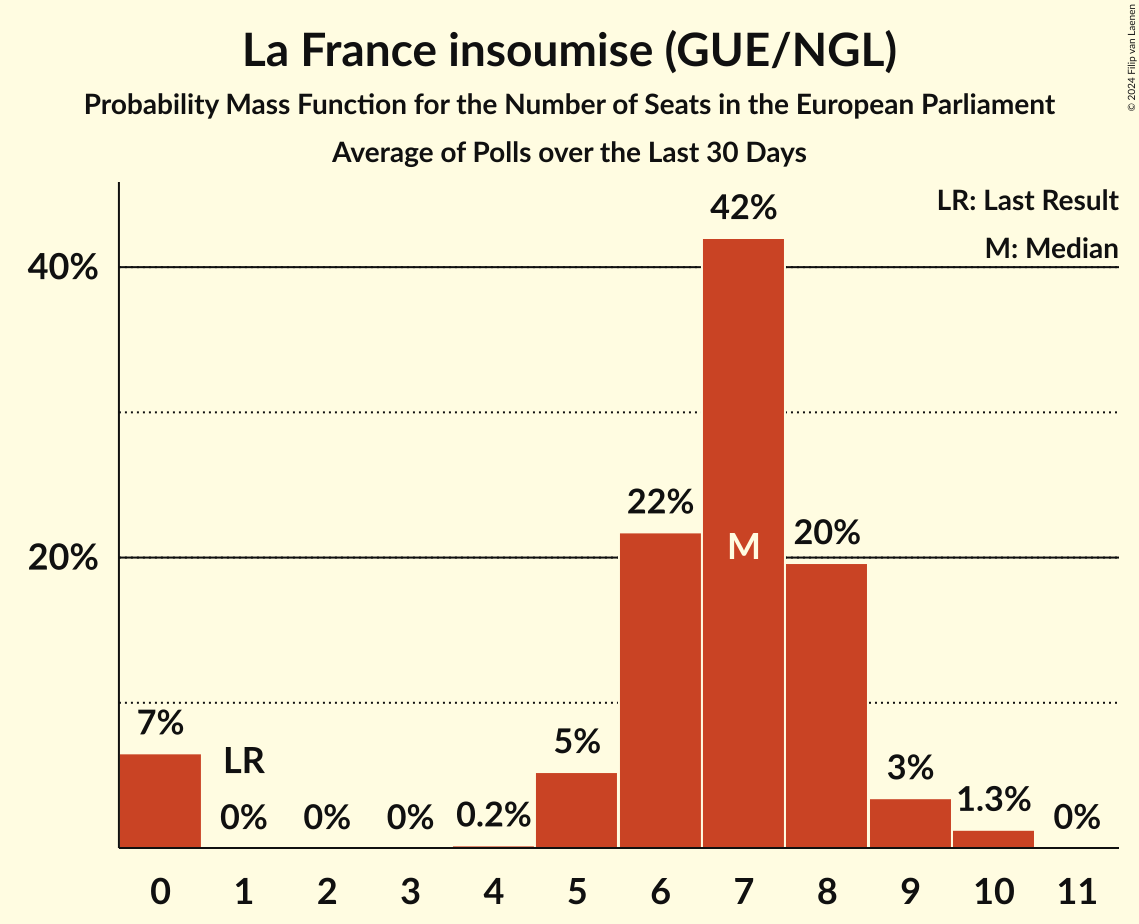 La France insoumise (GUE/NGL)
Probability Mass Function for the Number of Seats in the European Parliament
Average of Polls over the Last 30 Days
© 2024 Filip van Laenen
LR: Last Result
M: Median
42%
40%
22%
20%
M
20%
7%
LR
0%
0%
0%
0.2%
5%
3%
1.3%
0%
0 1 2 3 4 5 6 7 8 9 10 11